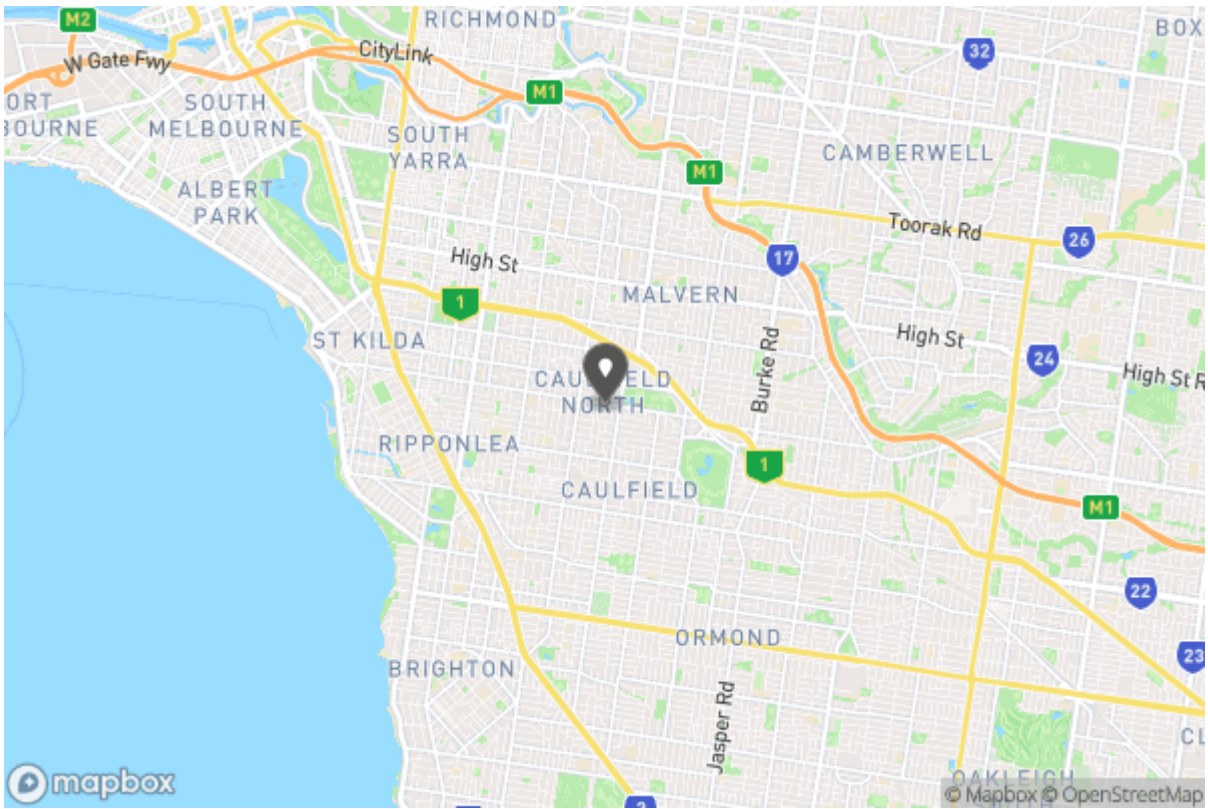 M2
RICHMOND
BOX
CityLink
32
W Gate Fwy
M1
ORT
BOURNE
SOUTH
MELBOURNE
SOUTH
YARRA
CAMBERWELL
M1
ALBERT
PARK
Toorak Rd
26
High St
17
MALVERN
1
ST KILDA
High St
24
Burke Rd
High St R
CAULFIELD
NORTH
RIPPONLEA
1
CAULFIELD
M1
22
ORMOND
23
BRIGHTON
Jasper Rd
CL
OAKLEIGH
mapbox
© Mapbox © OpenStreetMap